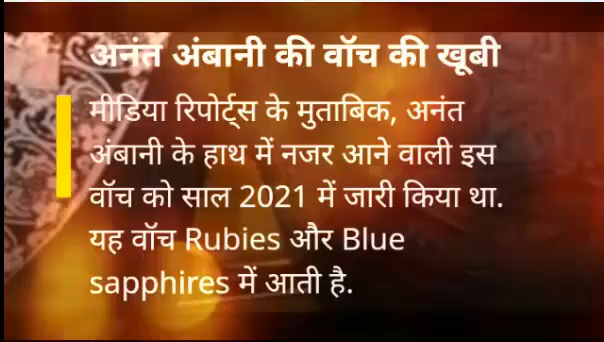 अनंत अंबानी की वॉच की खूबी
मीडिया रिपोर्ट्स के मुताबिक, अनंत
अंबानी के हाथ में नजर आने वाली इस
वॉच को साल 2021 में जारी किया था.
यह वॉच Rubies और Blue
sapphires में आती है.